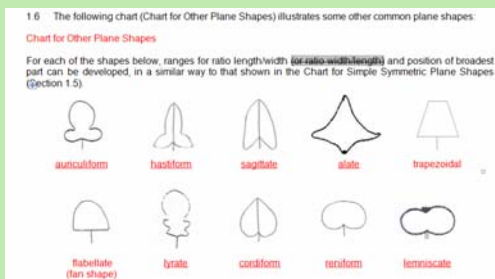 1.6 The following chart (Chart for Other Plane Shapes) illustrates some other common plane shapes:
Chart for Other Plane Shapes
For each of the shapes below, ranges for ratio length/width (or ratio width/length) and position of broadest
part can be developed, in a similar way to that shown in the Chart for Simple Symmetric Plane Shapes
(Section 1.5).
auriculiform hastiform sagittate alate trapezoidal
flabellate lyrate cordiform reniform lemniscate
(fan shape)